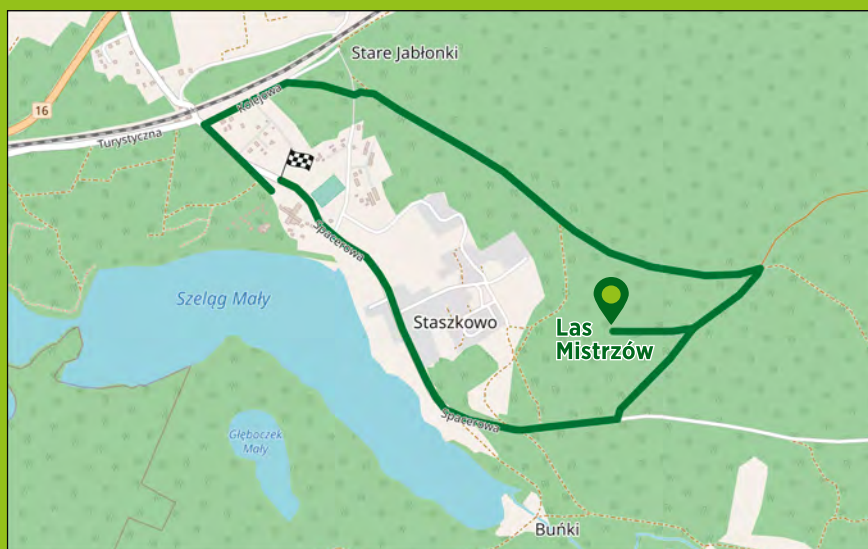 Stare Jabłonki
Kolejowa
16
Turystyczna
Spacerowa
Szeląg Mały
Staszkowo
Las
Mistrzów
Spacerowa
Głęboczek
Mały
Buńki